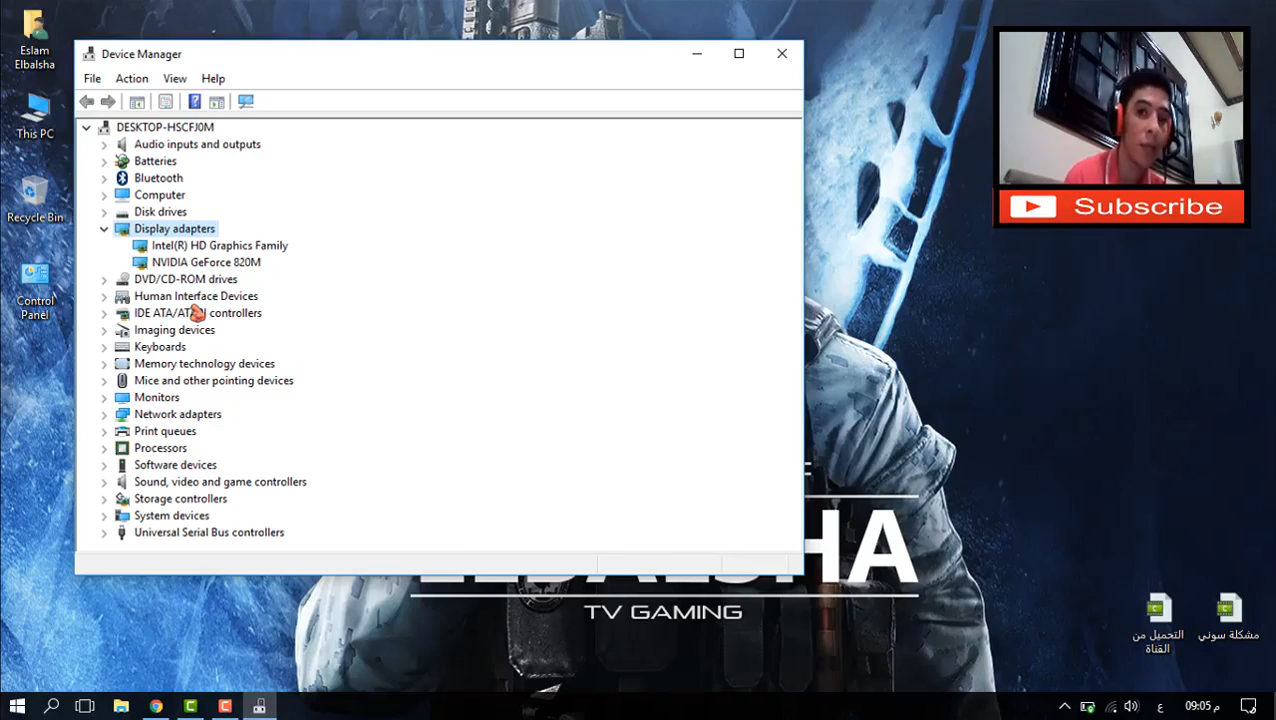 Eslam
Elbalsha
This PC
Recycle Bin
Control
Panel
Device Manager
File Action View Help
DESKTOP-HSCFJ0M
Audio inputs and outputs
Batteries
Bluetooth
Computer
Disk drives
Display adapters
Intel(R) HD Graphics Family
NVIDIA GeForce 820M
DVD/CD-ROM drives
Human Interface Devices
IDE ATA/ controllers
Imaging devices
Keyboards
Memory technology devices
Mice and other pointing devices
Monitors
Network adapters
Print queues
Processors
Software devices
Sound, video and game controllers
Storage controllers
System devices
Universal Serial Bus controllers
Subscribe
TV GAMING
التحميل من
القناة
مشكلة سوني
ع
09:05 م